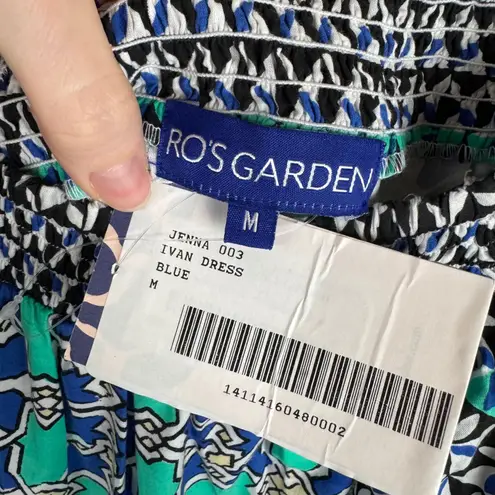 RO'S GARDEN
M
JENNA 003
IVAN DRESS
BLUE
M
14114160480002